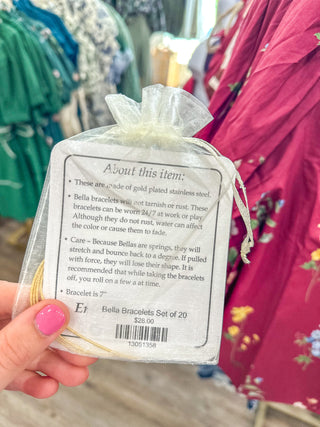 About this item:
• These are made of gold plated stainless steel.
• Bella bracelets will not tarnish or rust. These
bracelets can be worn 24/7 at work or play
Although they do not rust, water can affect
the color or cause them to fade.
• Care – Because Bellas are springs, they will
stretch and bounce back to a degree. If pulled
with force, they will lose their shape. It is
recommended that while taking the bracelets
off, you roll on a few a at time.
• Bracelet is 7"
Bella Bracelets Set of 20
$28.00
13051358